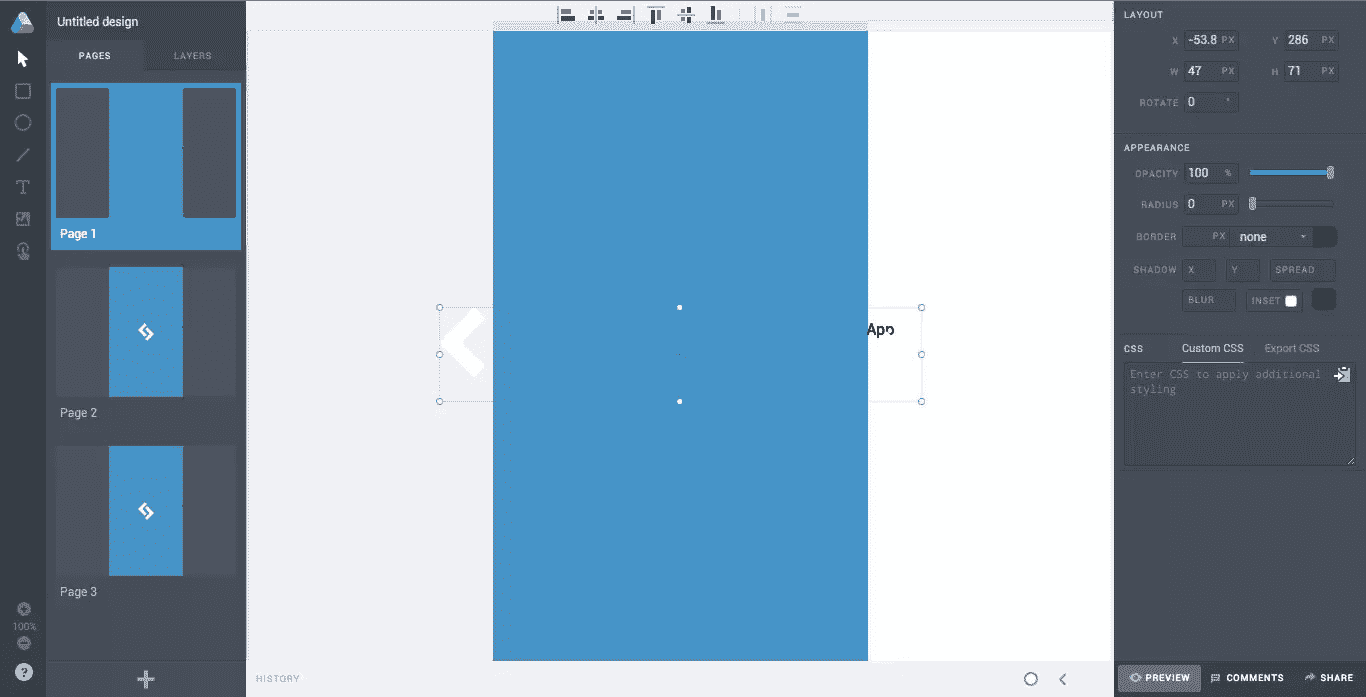 Untitled design
PAGES
LAYERS
Page 1
Page 2
Page 3
100%
?
App
HISTORY
LAYOUT
X -53.8 PX Y 286 PX
W 47 PX H 71 PX
ROTATE 0 °
APPEARANCE
OPACITY 100 %
RADIUS 0 PX
BORDER PX none
SHADOW X Y SPREAD
BLUR INSET
CSS Custom CSS Export CSS
Enter CSS to apply additional
styling
PREVIEW COMMENTS SHARE